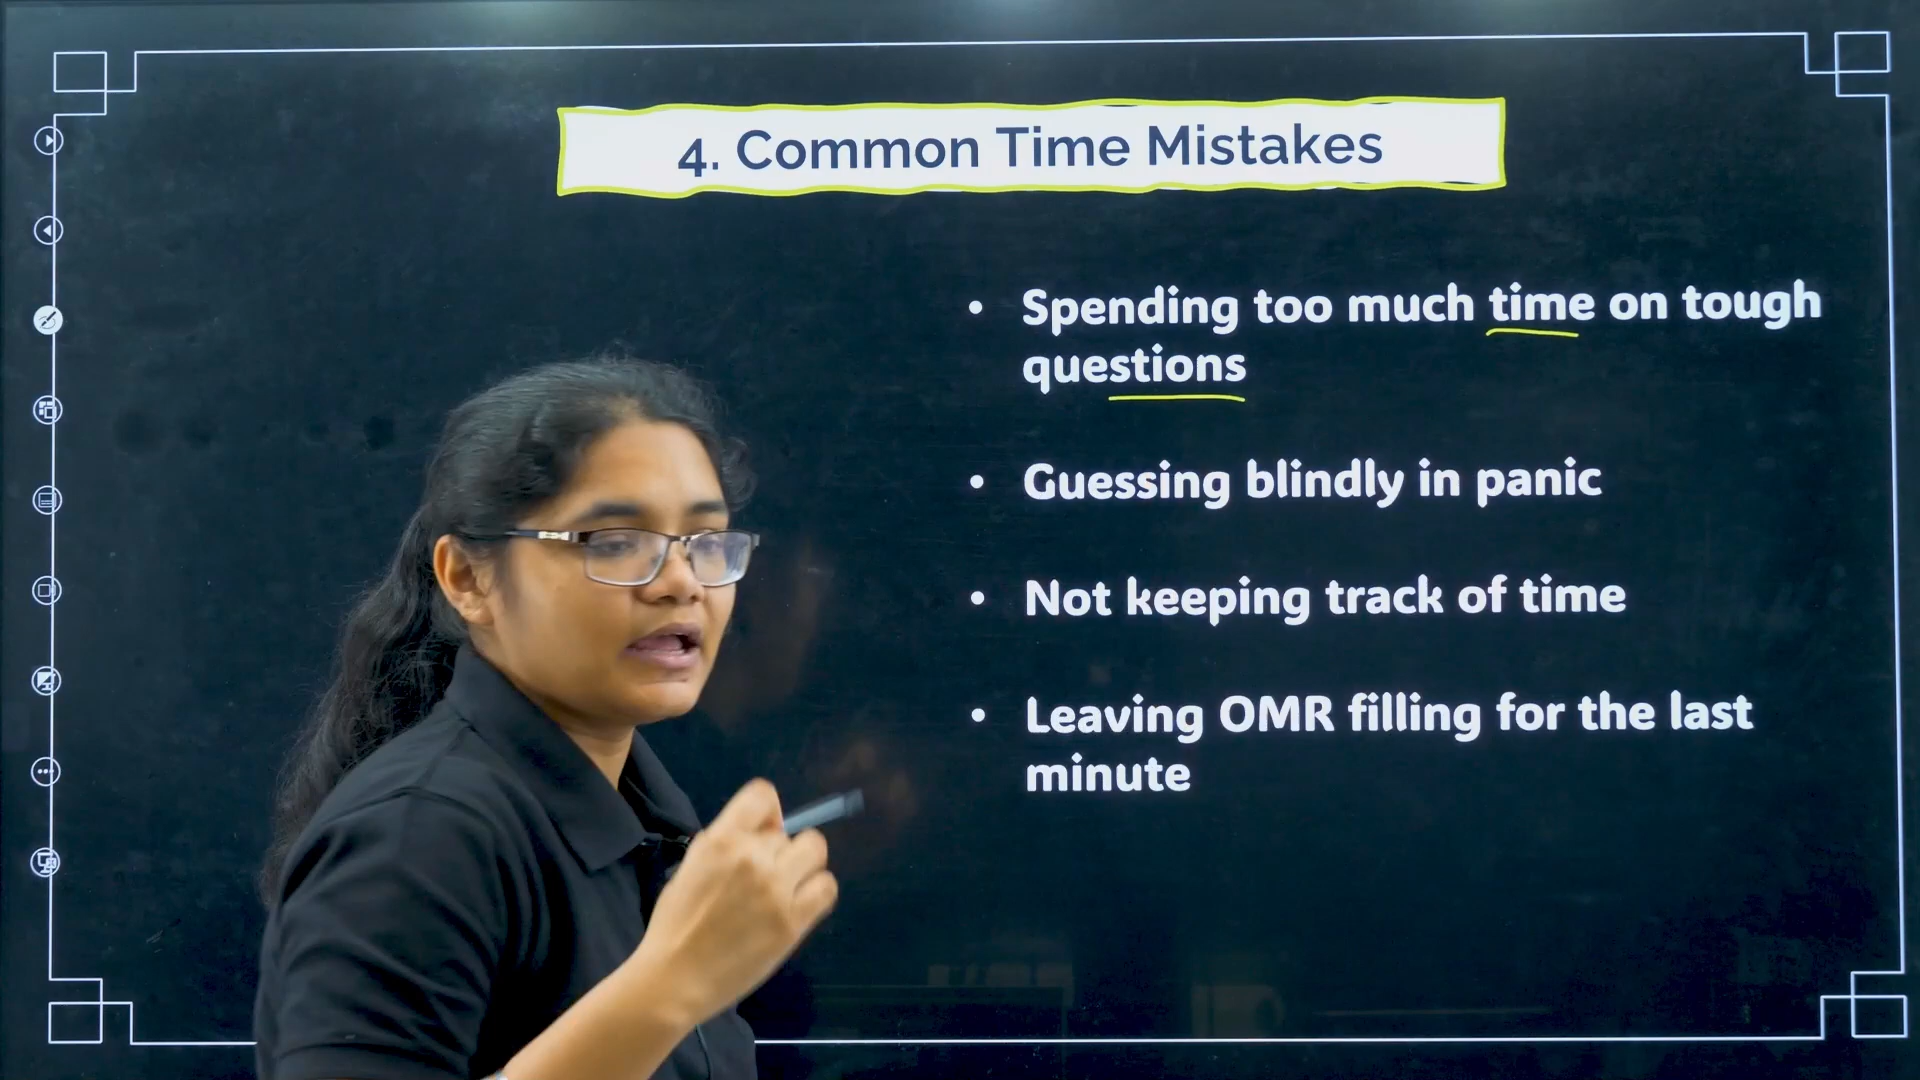 4. Common Time Mistakes
• Spending too much time on tough
questions
• Guessing blindly in panic
• Not keeping track of time
• Leaving OMR filling for the last
minute